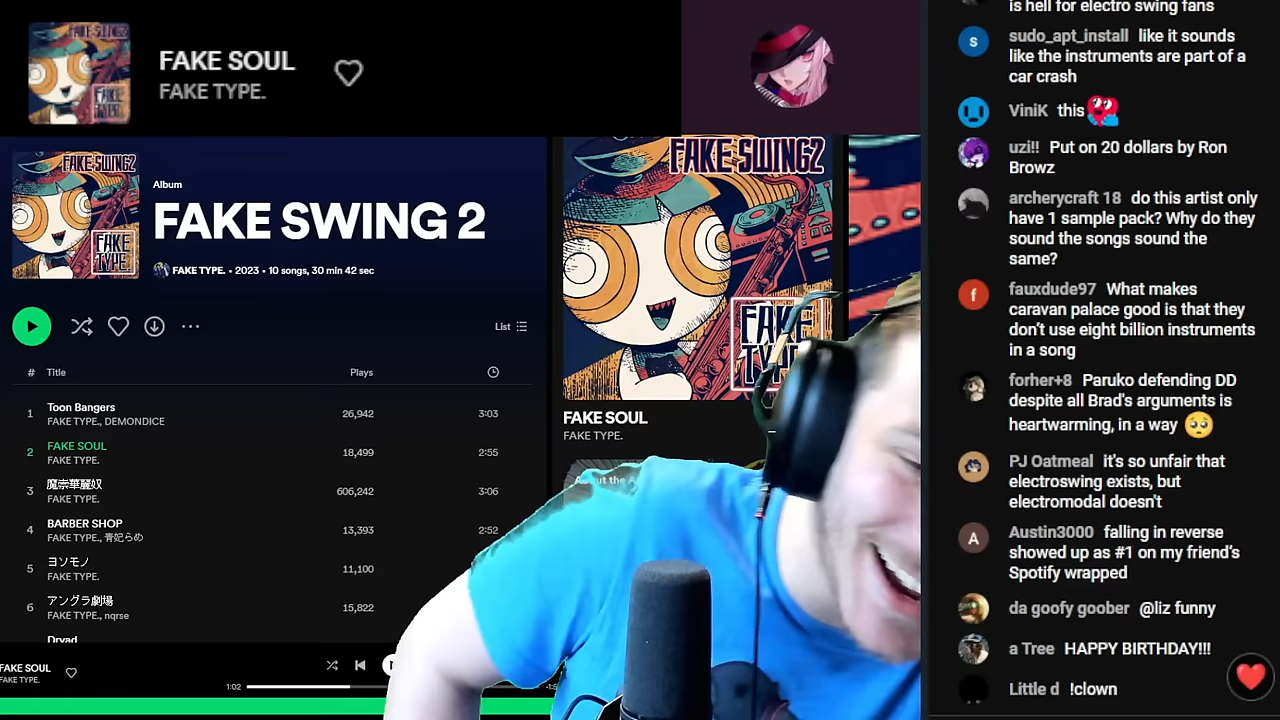 FAKE SOUL
FAKE TYPE.
FAKE SWING2
FAKE
TYPE
Album
FAKE SWING 2
FAKE TYPE. • 2023 • 10 songs, 30 min 42 sec
List
# Title Plays
1 Toon Bangers 26,942 3:03
FAKE TYPE., DEMONDICE
2 FAKE SOUL 18,499 2:55
FAKE TYPE.
3 魔崇華麗奴 606,242 3:06
FAKE TYPE.
4 BARBER SHOP 13,393 2:52
FAKE TYPE., 青妃らめ
5 ヨソモノ 11,100
FAKE TYPE.
6 アングラ劇場 15,822
FAKE TYPE., nqrse
Dryad
FAKE SOUL
FAKE TYPE.
1:02
FAKE SWING2
FAKE
TYPE
FAKE SOUL
FAKE TYPE.
is hell for electro swing fans
sudo_apt_install like it sounds
like the instruments are part of a
car crash
ViniK this
uzi!! Put on 20 dollars by Ron
Browz
archerycraft 18 do this artist only
have 1 sample pack? Why do they
sound the songs sound the
same?
fauxdude97 What makes
caravan palace good is that they
don't use eight billion instruments
in a song
forher+8 Paruko defending DD
despite all Brad's arguments is
heartwarming, in a way
PJ Oatmeal it's so unfair that
electroswing exists, but
electromodal doesn't
Austin3000 falling in reverse
showed up as #1 on my friend's
Spotify wrapped
da goofy goober @liz funny
a Tree HAPPY BIRTHDAY!!!
Little d !clown